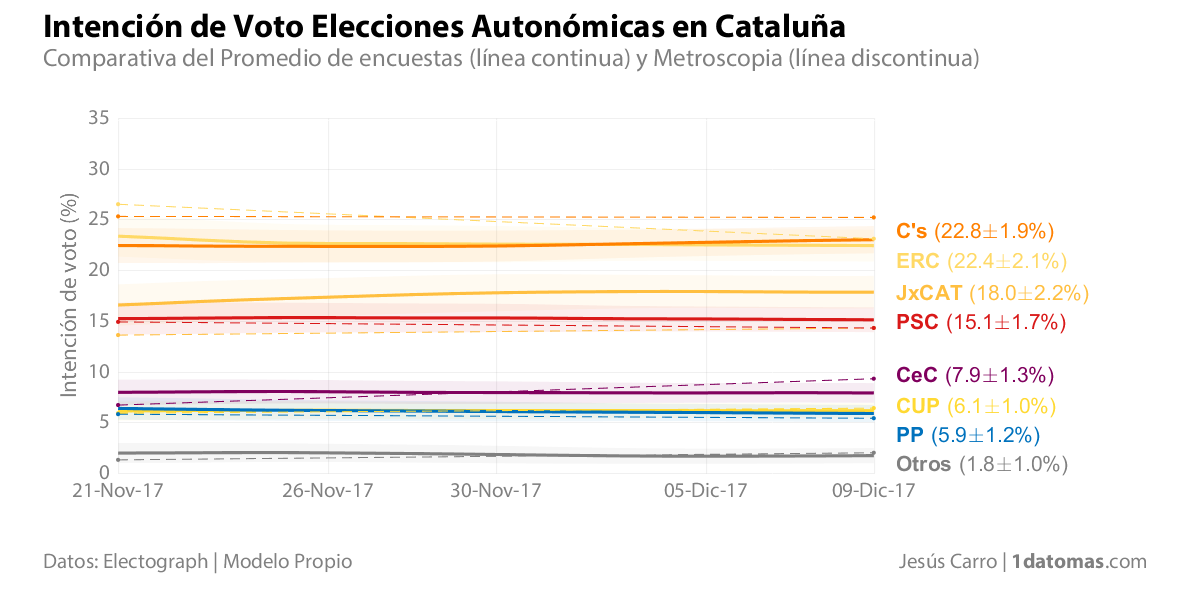 Intención de Voto Elecciones Autonómicas en Cataluña
Comparativa del Promedio de encuestas (línea continua) y Metroscopia (línea discontinua)
Intención de voto (%)
35
30
25
20
15
10
5
0
21-Nov-17
26-Nov-17
30-Nov-17
05-Dic-17
09-Dic-17
C's (22.8±1.9%)
ERC (22.4±2.1%)
JxCAT (18.0±2.2%)
PSC (15.1±1.7%)
CeC (7.9±1.3%)
CUP (6.1±1.0%)
PP (5.9±1.2%)
Otros (1.8±1.0%)
Datos: Electograph | Modelo Propio
Jesús Carro | 1datomas.com